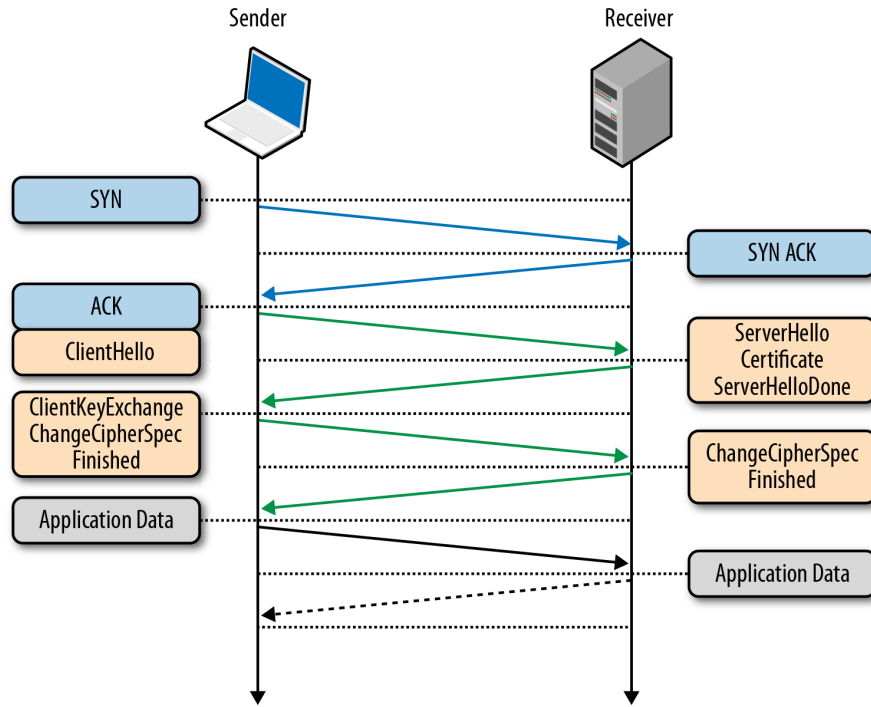 Sender
Receiver
SYN
SYN ACK
ACK
ClientHello
ServerHello
Certificate
ServerHelloDone
ClientKeyExchange
ChangeCipherSpec
Finished
ChangeCipherSpec
Finished
Application Data
Application Data